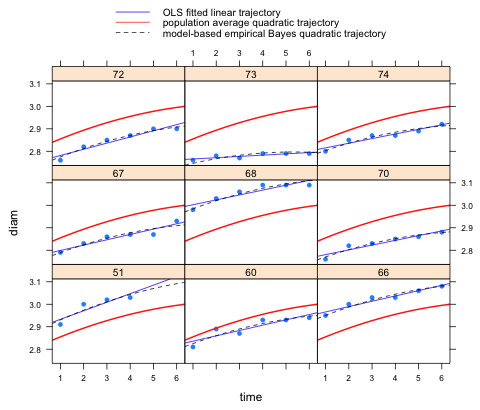 OLS fitted linear trajectory
population average quadratic trajectory
model-based empirical Bayes quadratic trajectory
1 2 3 4 5 6
72 73 74
3.1
3.0
2.9
2.8
67 68 70
3.1
3.0
2.9
2.8
diam
51 60 66
3.1
3.0
2.9
2.8
1 2 3 4 5 6 1 2 3 4 5 6
time